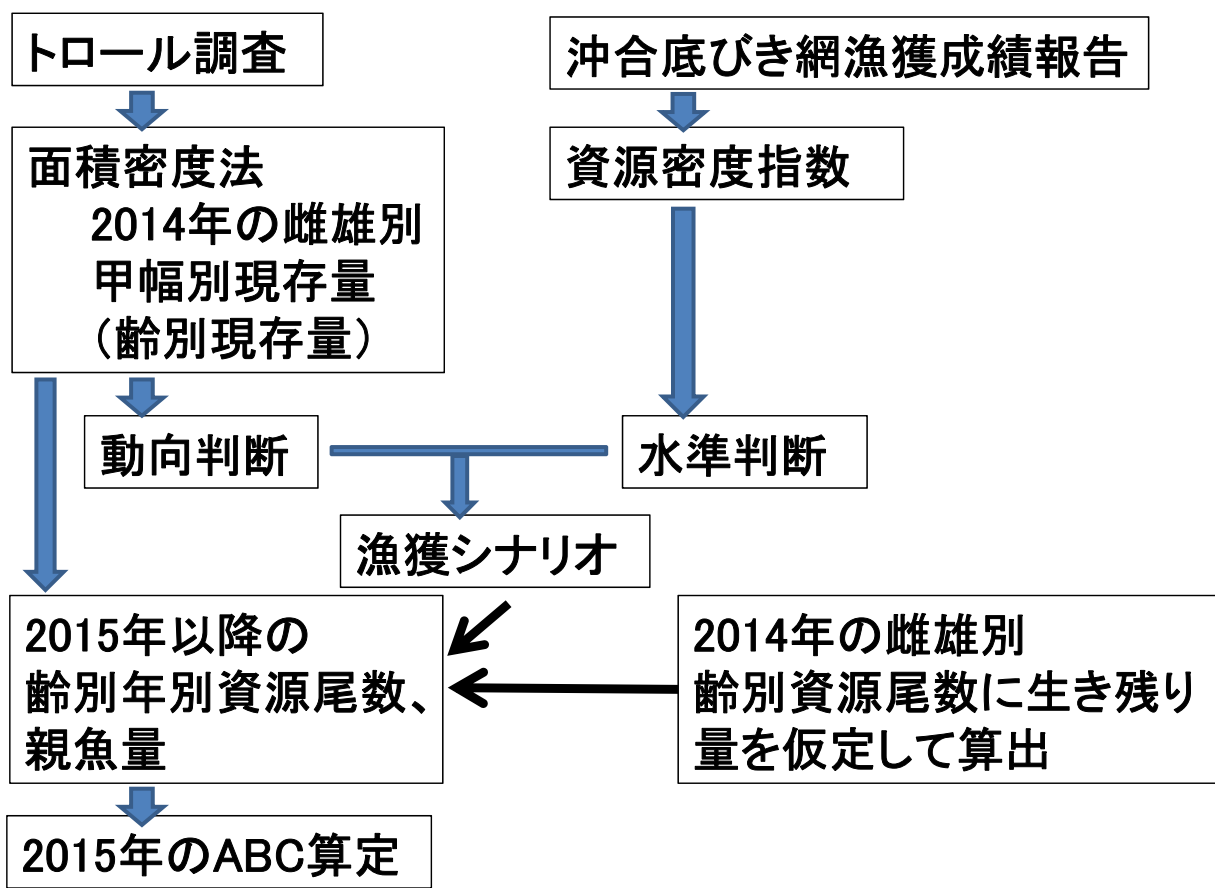 トロール調査
沖合底びき網漁獲成績報告
面積密度法
2014年の雌雄別
甲幅別現存量
(齢別現存量)
資源密度指数
動向判断
水準判断
漁獲シナリオ
2015年以降の
齢別年別資源尾数、
親魚量
2014年の雌雄別
齢別資源尾数に生き残り
量を仮定して算出
2015年のABC算定